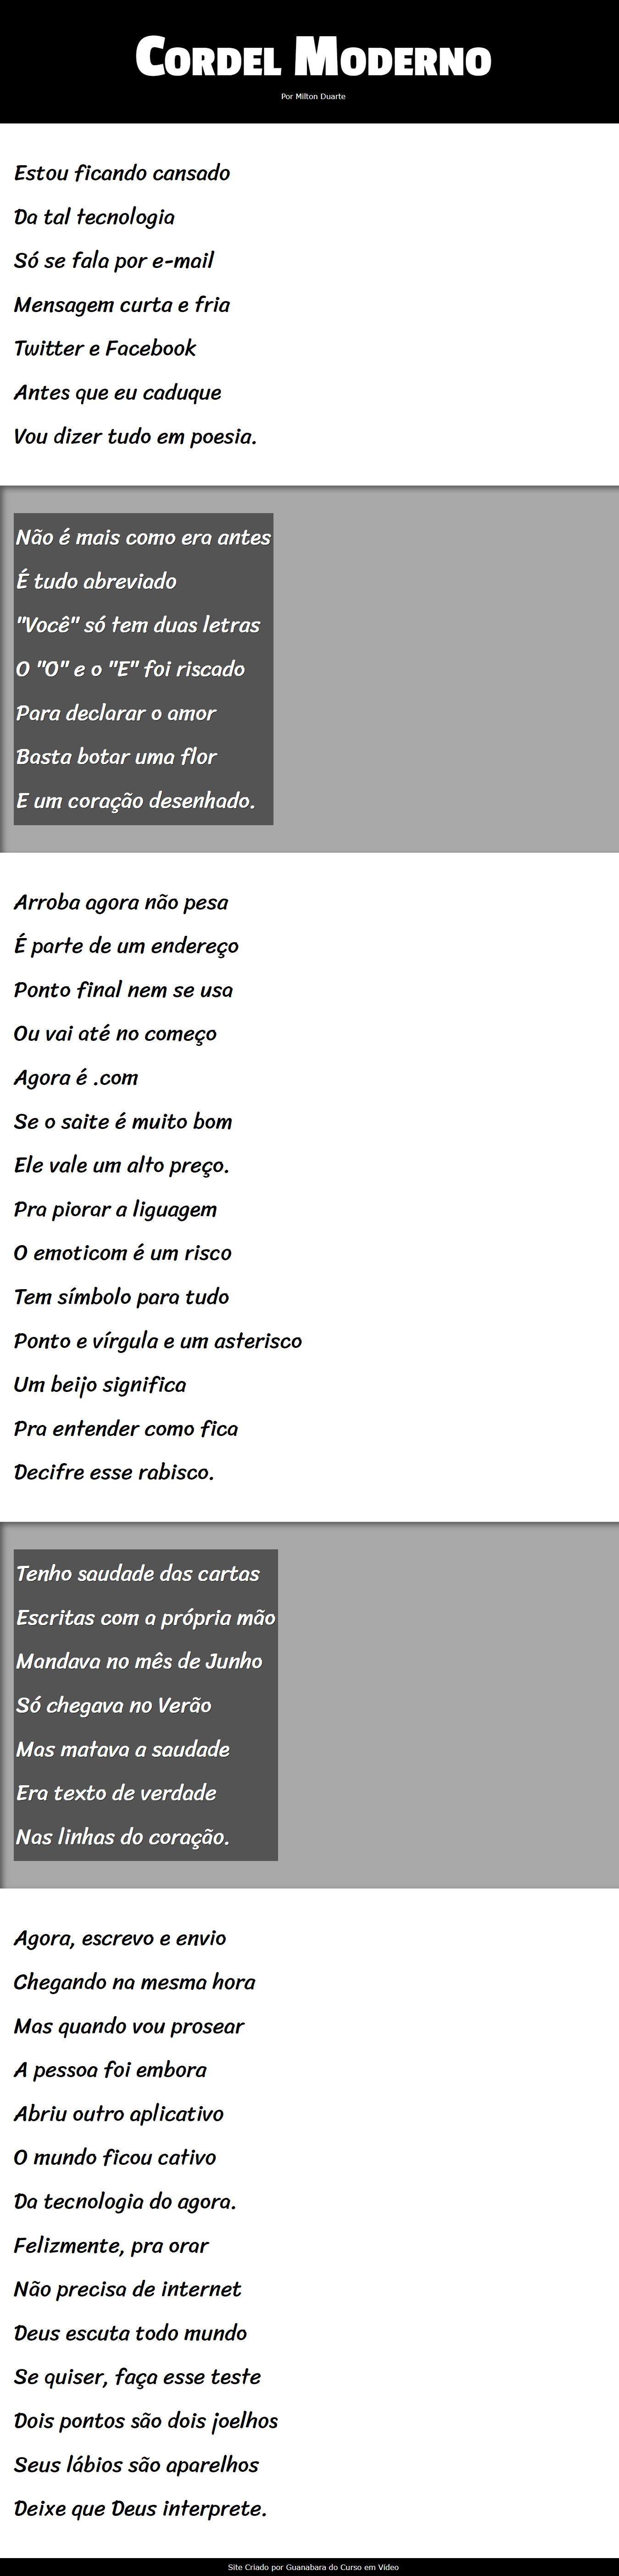 Cordel Moderno
Por Milton Duarte
Estou ficando cansado
Da tal tecnologia
Só se fala por e-mail
Mensagem curta e fria
Twitter e Facebook
Antes que eu caduque
Vou dizer tudo em poesia.
Não é mais como era antes
É tudo abreviado
"Você" só tem duas letras
O "O" e o "E" foi riscado
Para declarar o amor
Basta botar uma flor
E um coração desenhado.
Arroba agora não pesa
É parte de um endereço
Ponto final nem se usa
Ou vai até no começo
Agora é .com
Se o saite é muito bom
Ele vale um alto preço.
Pra piorar a liguagem
O emoticom é um risco
Tem símbolo para tudo
Ponto e vírgula e um asterisco
Um beijo significa
Pra entender como fica
Decifre esse rabisco.
Tenho saudade das cartas
Escritas com a própria mão
Mandava no mês de Junho
Só chegava no Verão
Mas matava a saudade
Era texto de verdade
Nas linhas do coração.
Agora, escrevo e envio
Chegando na mesma hora
Mas quando vou prosear
A pessoa foi embora
Abriu outro aplicativo
O mundo ficou cativo
Da tecnologia do agora.
Felizmente, pra orar
Não precisa de internet
Deus escuta todo mundo
Se quiser, faça esse teste
Dois pontos são dois joelhos
Seus lábios são aparelhos
Deixe que Deus interprete.
Site Criado por Guanabara do Curso em Vídeo